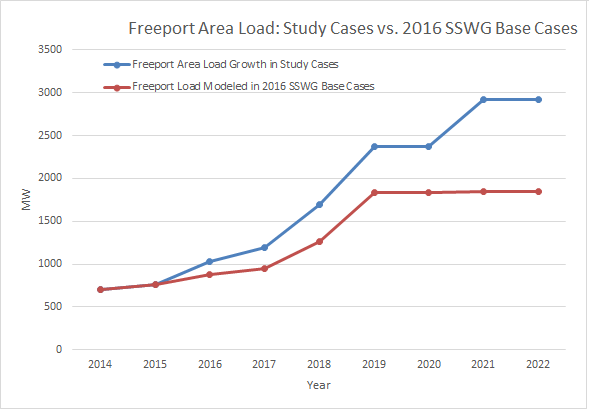 Freeport Area Load: Study Cases vs. 2016 SSWG Base Cases
3500
Freeport Area Load Growth in Study Cases
3000
Freeport Load Modeled in 2016 SSWG Base Cases
2500
2000
MW
1500
1000
500
0
2014 2015 2016 2017 2018 2019 2020 2021 2022
Year